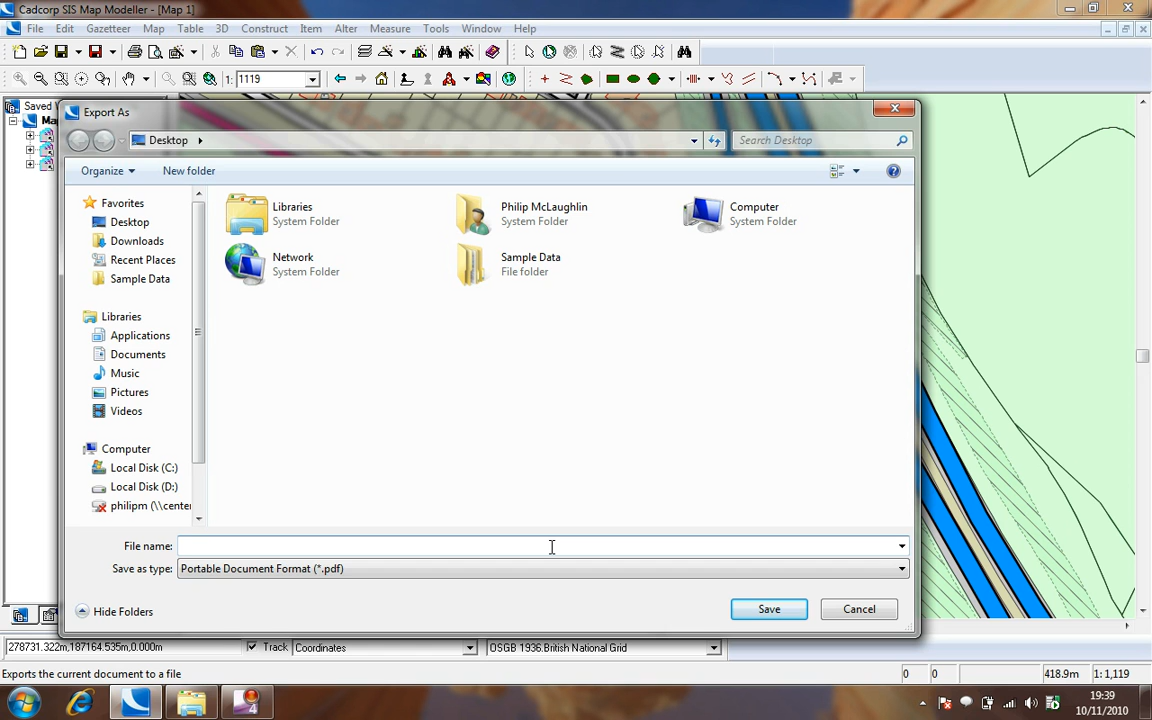 Cadcorp SIS Map Modeller - [Map 1]
File Edit Gazetteer Map Table 3D Construct Item Alter Measure Tools Window Help
1: 1119
Saved
Ma
Export As
Desktop
Search Desktop
Organize New folder
Favorites
Desktop
Downloads
Recent Places
Sample Data
Libraries
Applications
Documents
Music
Pictures
Videos
Computer
Local Disk (C:)
Local Disk (D:)
philipm (\\center
Libraries
System Folder
Philip McLaughlin
System Folder
Computer
System Folder
Network
System Folder
Sample Data
File folder
File name:
Save as type: Portable Document Format (*.pdf)
Hide Folders Save Cancel
278731.322m,187164.535m,0.000m Track Coordinates OSGB 1936.British National Grid
Exports the current document to a file 0 0 418.9m 1: 1,119
4
19:39
10/11/2010